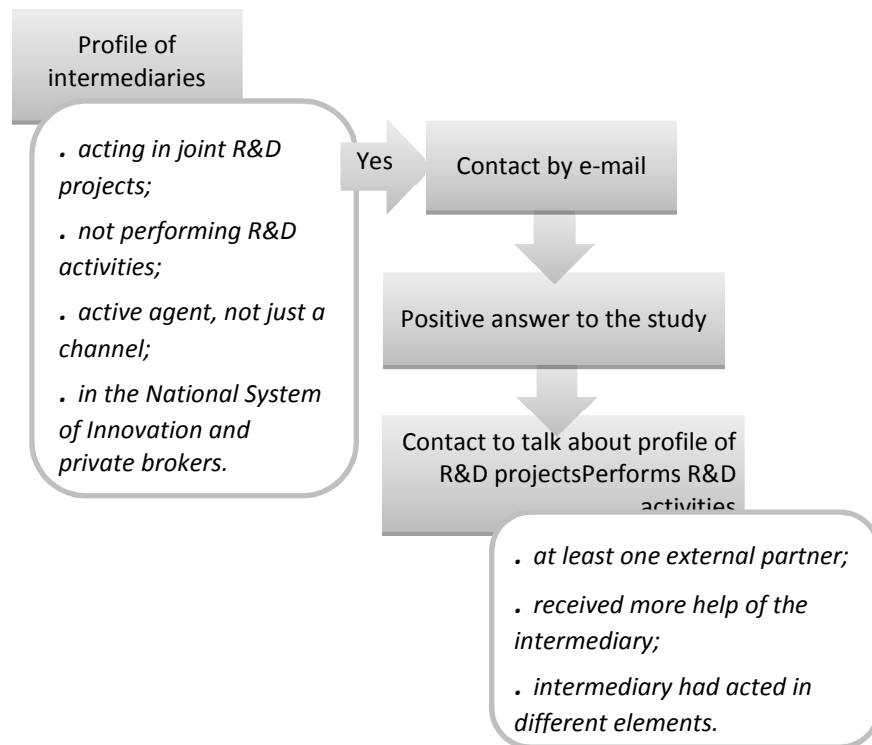 Profile of
intermediaries
. acting in joint R&D
projects;
. not performing R&D
activities;
. active agent, not just a
channel;
. in the National System
of Innovation and
private brokers.
Yes
Contact by e-mail
Positive answer to the study
Contact to talk about profile of
R&D projectsPerforms R&D
activities
. at least one external partner;
. received more help of the
intermediary;
. intermediary had acted in
different elements.